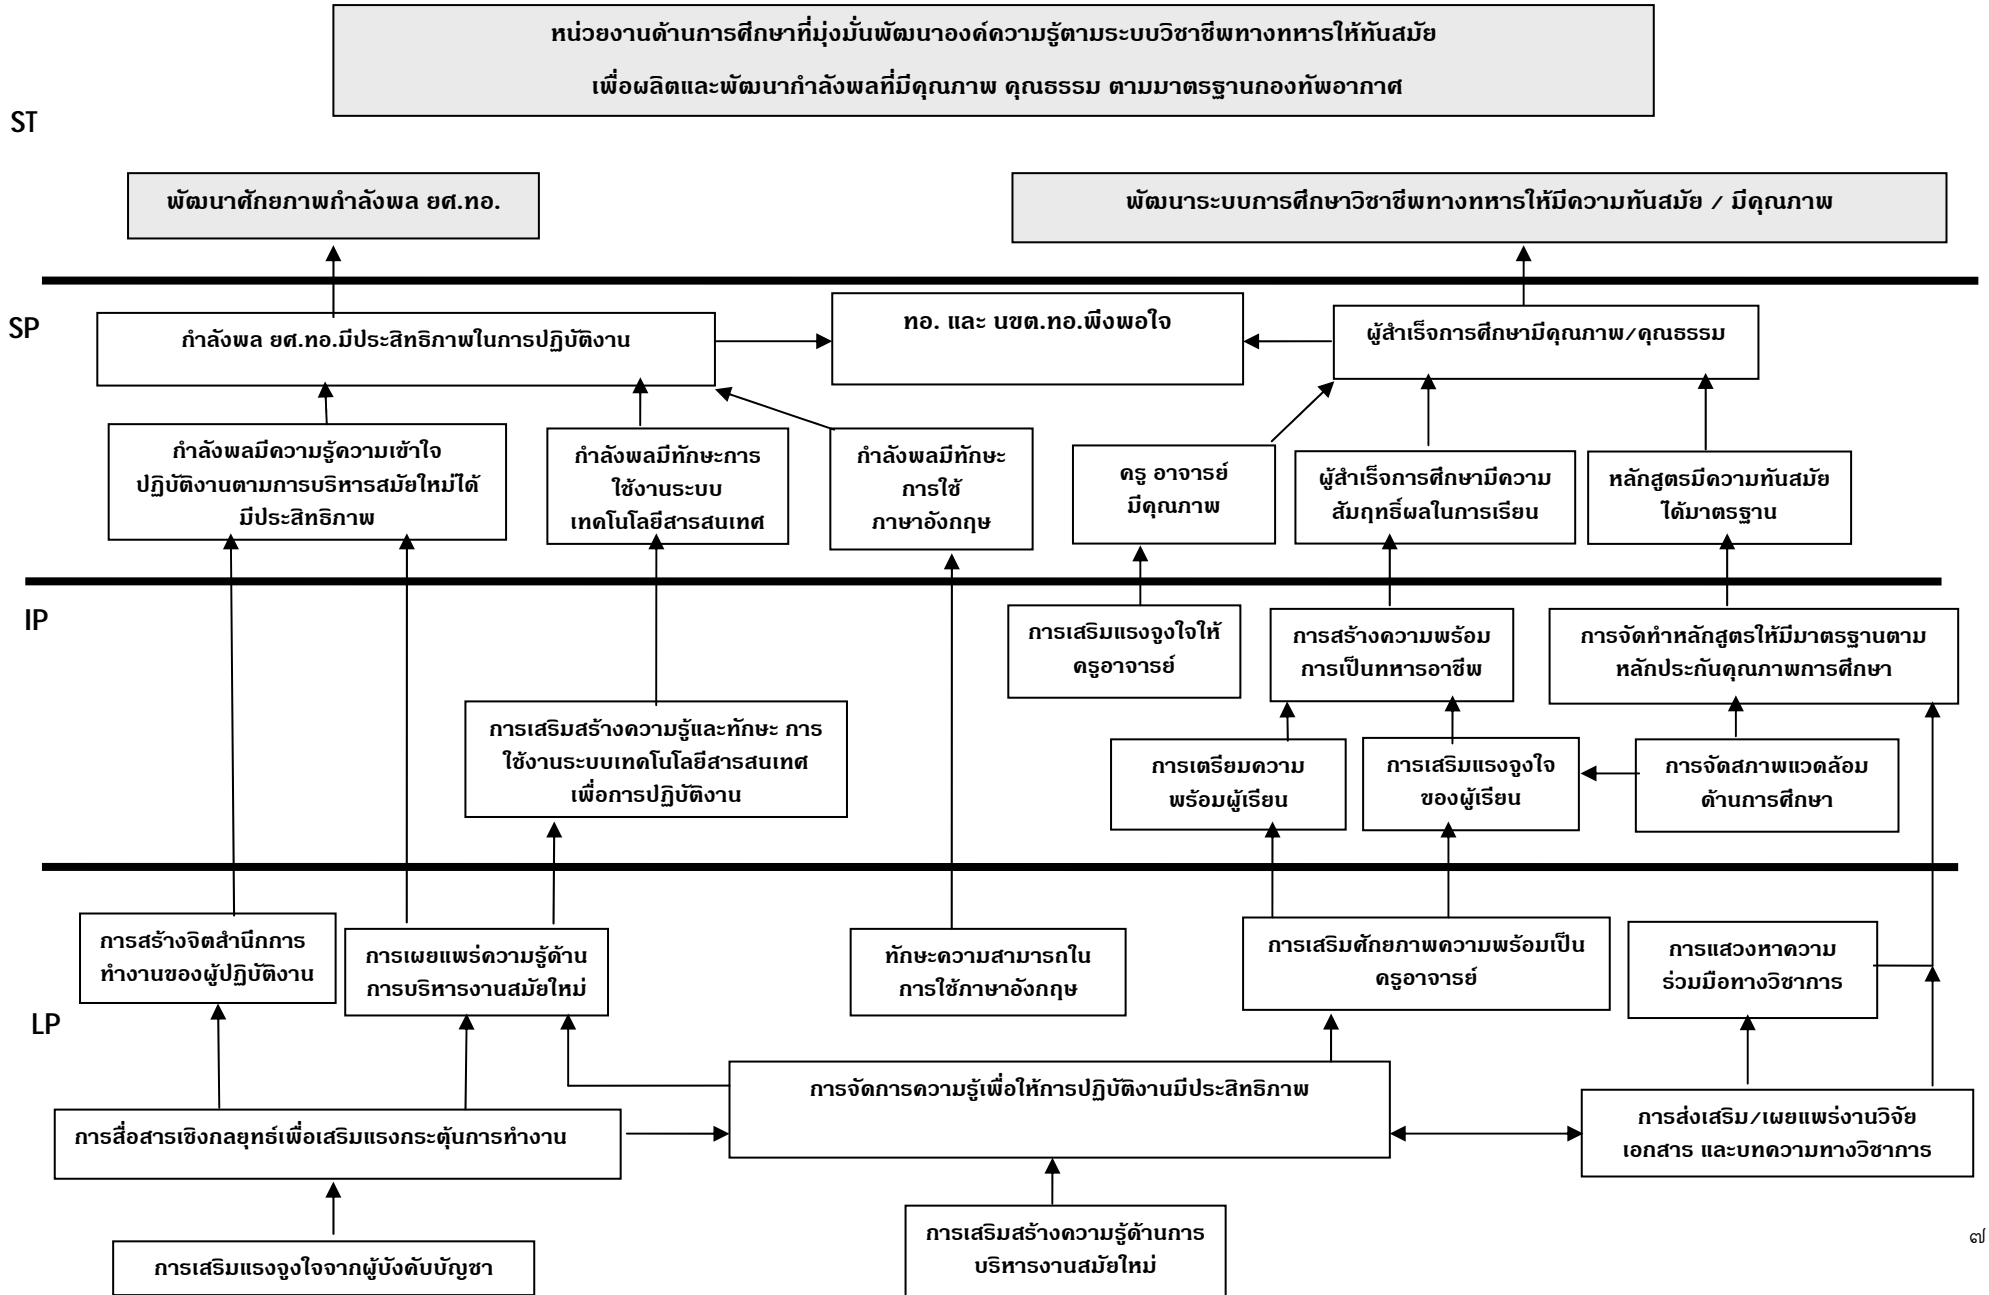 หน่วยงานด้านการศึกษาที่มุ่งมั่นพัฒนาองค์ความรู้ตามระบบวิชาชีพทางทหารให้ทันสมัย
เพื่อผลิตและพัฒนากำลังพลที่มีคุณภาพ คุณธรรม ตามมาตรฐานกองทัพอากาศ
ST
พัฒนาศักยภาพกำลังพล ยศ.ทอ.
พัฒนาระบบการศึกษาวิชาชีพทางทหารให้มีความทันสมัย / มีคุณภาพ
SP
กำลังพล ยศ.ทอ.มีประสิทธิภาพในการปฏิบัติงาน
ทอ. และ นขต.ทอ.พึงพอใจ
ผู้สำเร็จการศึกษามีคุณภาพ/คุณธรรม
กำลังพลมีความรู้ความเข้าใจ
ปฏิบัติงานตามการบริหารสมัยใหม่ได้
มีประสิทธิภาพ
กำลังพลมีทักษะการ
ใช้งานระบบ
เทคโนโลยีสารสนเทศ
กำลังพลมีทักษะ
การใช้
ภาษาอังกฤษ
ครู อาจารย์
มีคุณภาพ
ผู้สำเร็จการศึกษามีความ
สัมฤทธิ์ผลในการเรียน
หลักสูตรมีความทันสมัย
ได้มาตรฐาน
IP
การเสริมแรงจูงใจให้
ครูอาจารย์
การสร้างความพร้อม
การเป็นทหารอาชีพ
การจัดทำหลักสูตรให้มีมาตรฐานตาม
หลักประกันคุณภาพการศึกษา
การเสริมสร้างความรู้และทักษะ การ
ใช้งานระบบเทคโนโลยีสารสนเทศ
เพื่อการปฏิบัติงาน
การเตรียมความ
พร้อมผู้เรียน
การเสริมแรงจูงใจ
ของผู้เรียน
การจัดสภาพแวดล้อม
ด้านการศึกษา
การสร้างจิตสำนึกการ
ทำงานของผู้ปฏิบัติงาน
การเผยแพร่ความรู้ด้าน
การบริหารงานสมัยใหม่
ทักษะความสามารถใน
การใช้ภาษาอังกฤษ
การเสริมศักยภาพความพร้อมเป็น
ครูอาจารย์
การแสวงหาความ
ร่วมมือทางวิชาการ
LP
การจัดการความรู้เพื่อให้การปฏิบัติงานมีประสิทธิภาพ
การสื่อสารเชิงกลยุทธ์เพื่อเสริมแรงกระตุ้นการทำงาน
การส่งเสริม/เผยแพร่งานวิจัย
เอกสาร และบทความทางวิชาการ
การเสริมสร้างความรู้ด้านการ
บริหารงานสมัยใหม่
การเสริมแรงจูงใจจากผู้บังคับบัญชา
๗